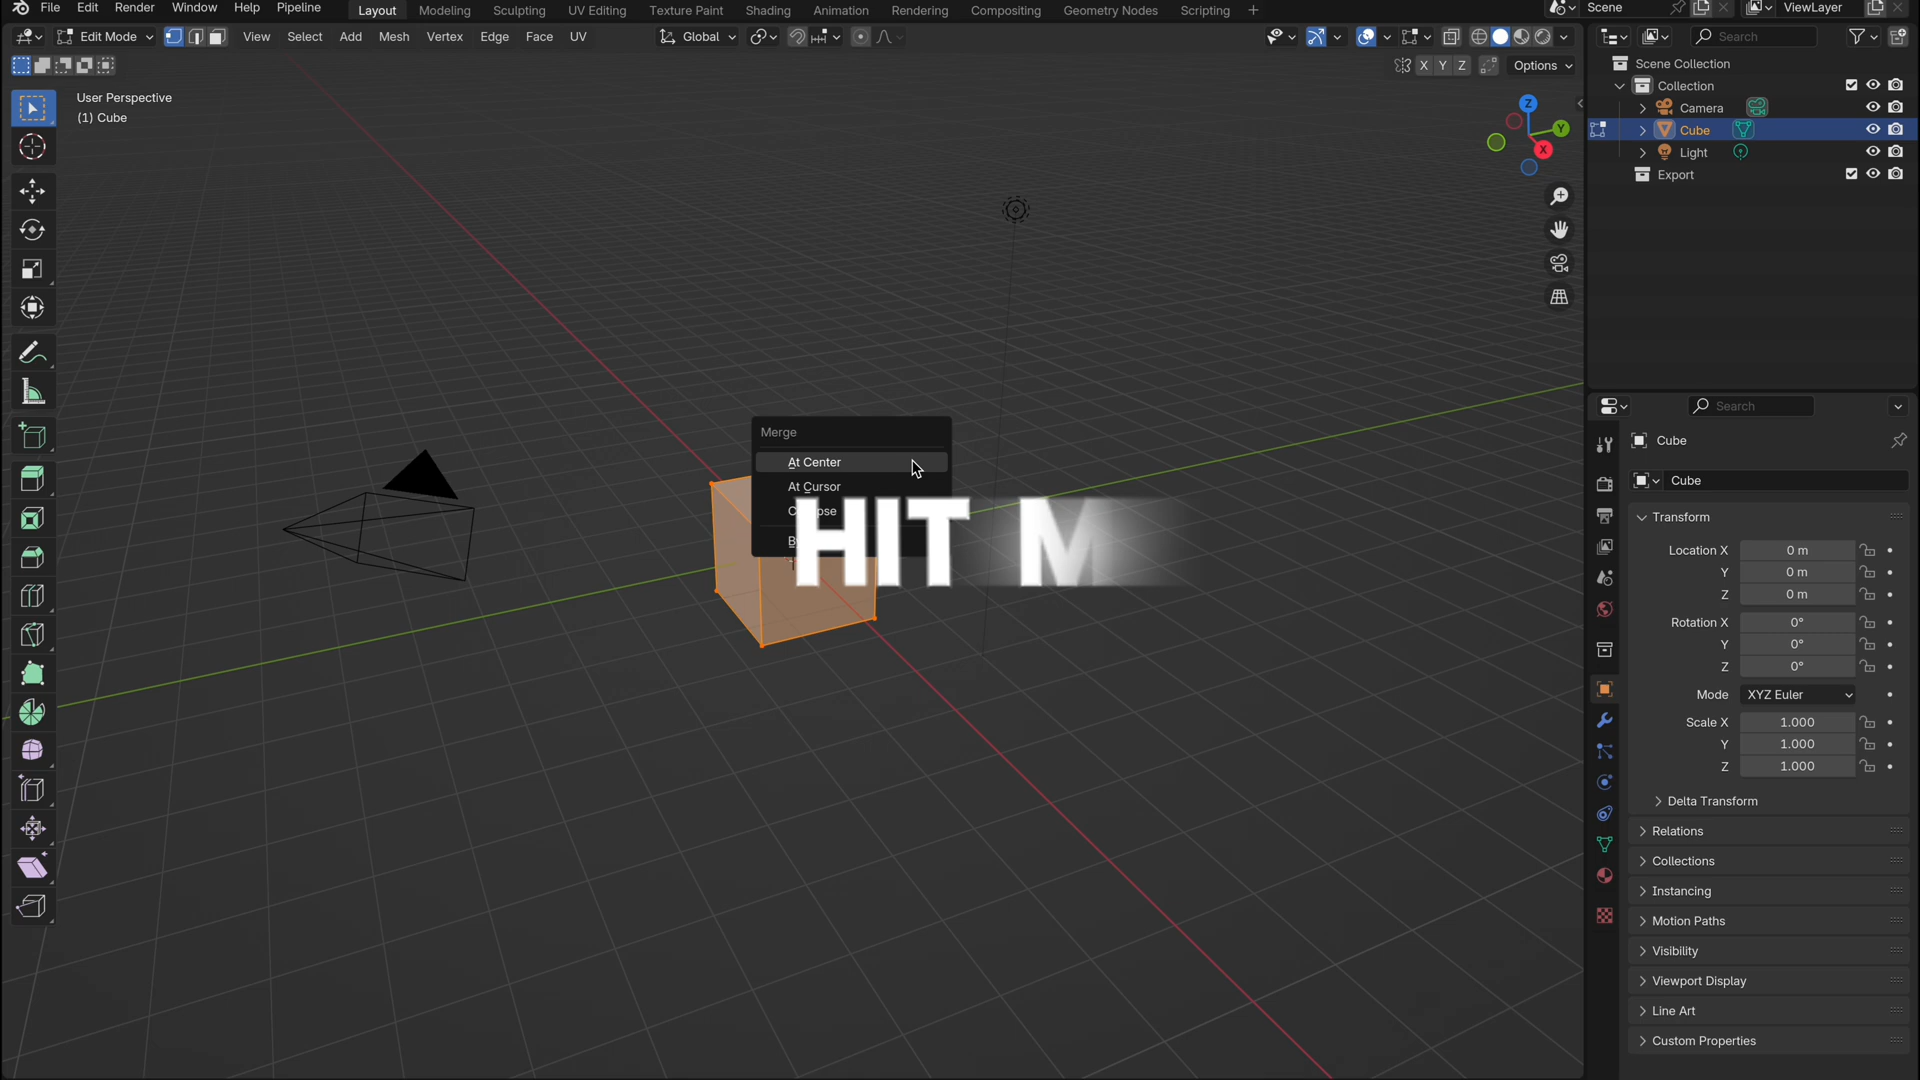 File Edit Render Window Help Pipeline Layout Modeling Sculpting UV Editing Texture Paint Shading Animation Rendering Compositing Geometry Nodes Scripting + Scene ViewLayer
Edit Mode View Select Add Mesh Vertex Edge Face UV Global Search
X Y Z Options
User Perspective
(1) Cube
Z
Y
X
Scene Collection
Collection
Camera
Cube
Light
Export
Merge
At Center
At Cursor
HIT M
Search
Cube
Cube
Transform
Location X 0 m
Y 0 m
Z 0 m
Rotation X 0°
Y 0°
Z 0°
Mode XYZ Euler
Scale X 1.000
Y 1.000
Z 1.000
Delta Transform
Relations
Collections
Instancing
Motion Paths
Visibility
Viewport Display
Line Art
Custom Properties